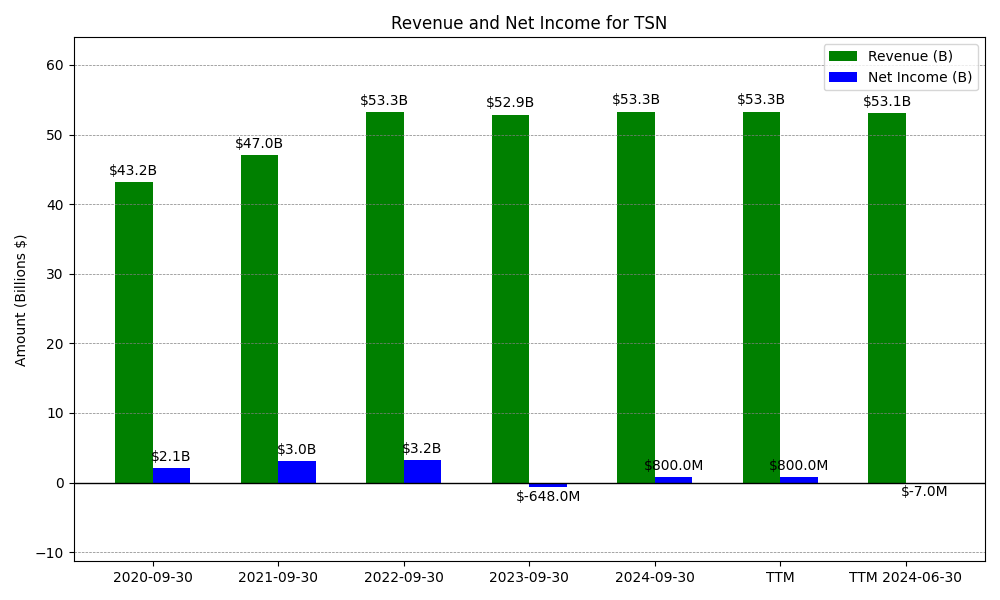 Revenue and Net Income for TSN
Revenue (B)
Net Income (B)
Amount (Billions $)
60
50
40
30
20
10
0
−10
$43.2B
$47.0B
$53.3B
$52.9B
$53.3B
$53.3B
$53.1B
$2.1B
$3.0B
$3.2B
$-648.0M
$800.0M
$800.0M
$-7.0M
2020-09-30
2021-09-30
2022-09-30
2023-09-30
2024-09-30
TTM
TTM 2024-06-30